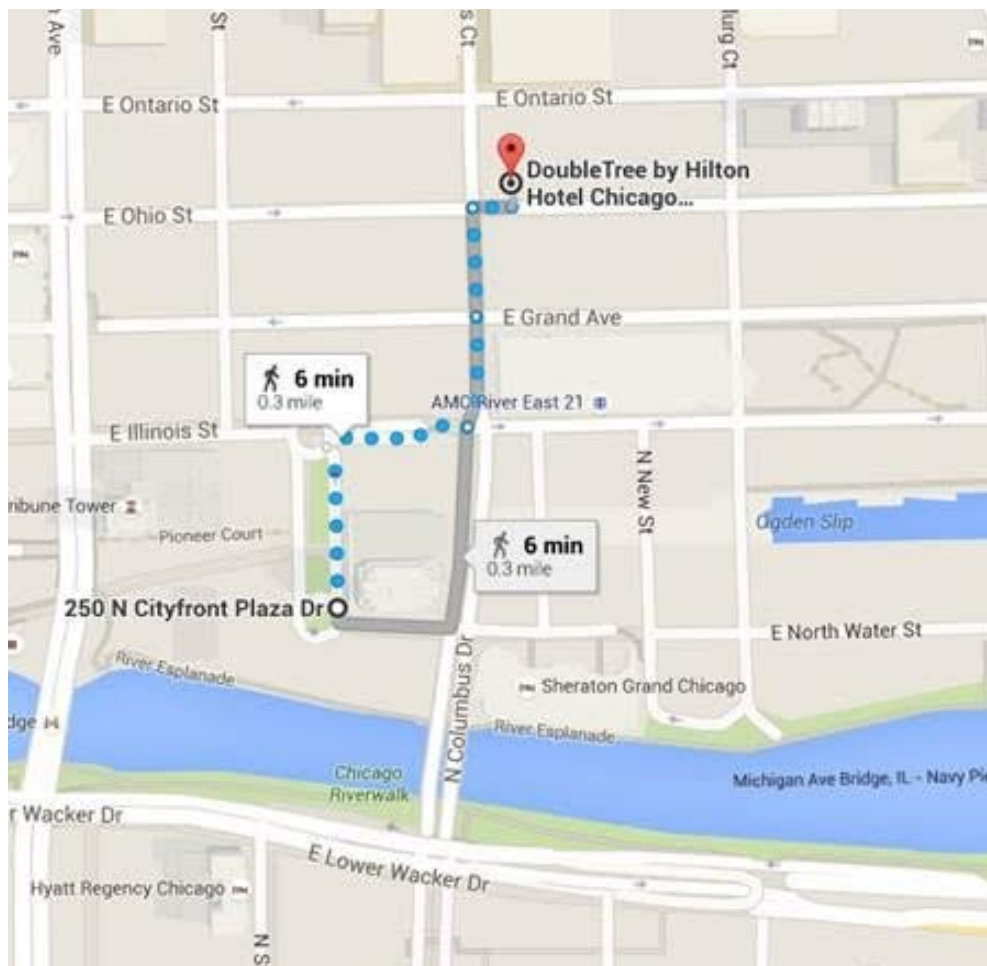 Ave
St
s Ct
urg Ct
E Ontario St
E Ontario St
DoubleTree by Hilton
Hotel Chicago...
E Ohio St
E Grand Ave
6 min
0.3 mile
AMC River East 21
E Illinois St
N New St
ribune Tower
Pioneer Court
Ogden Slip
6 min
0.3 mile
250 N Cityfront Plaza Dr
E North Water St
River Esplanade
Sheraton Grand Chicago
N Columbus Dr
River Esplanade
dge
Chicago
Riverwalk
Michigan Ave Bridge, IL - Navy Pie
r Wacker Dr
E Lower Wacker Dr
Hyatt Regency Chicago
N S